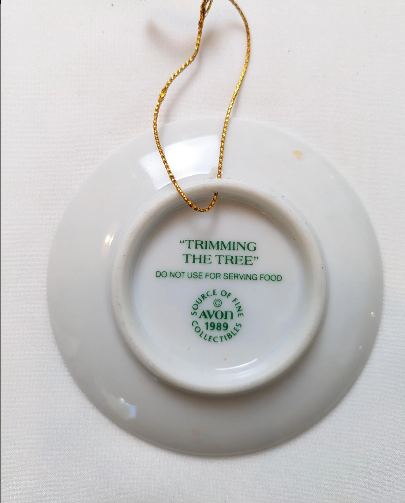 "TRIMMING
THE TREE"
DO NOT USE FOR SERVING FOOD
SOURCE OF FINE
©
AVON
1989
COLLECTIBLES